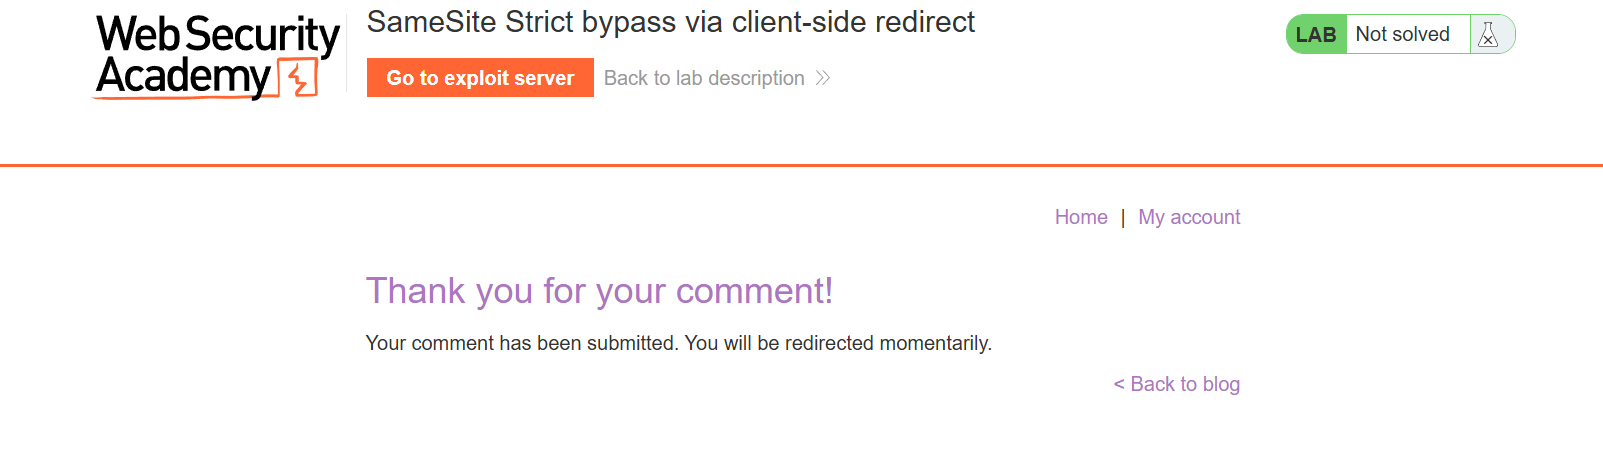 Web Security
Academy
SameSite Strict bypass via client-side redirect
Go to exploit server
Back to lab description
LAB Not solved
Home | My account
Thank you for your comment!
Your comment has been submitted. You will be redirected momentarily.
< Back to blog